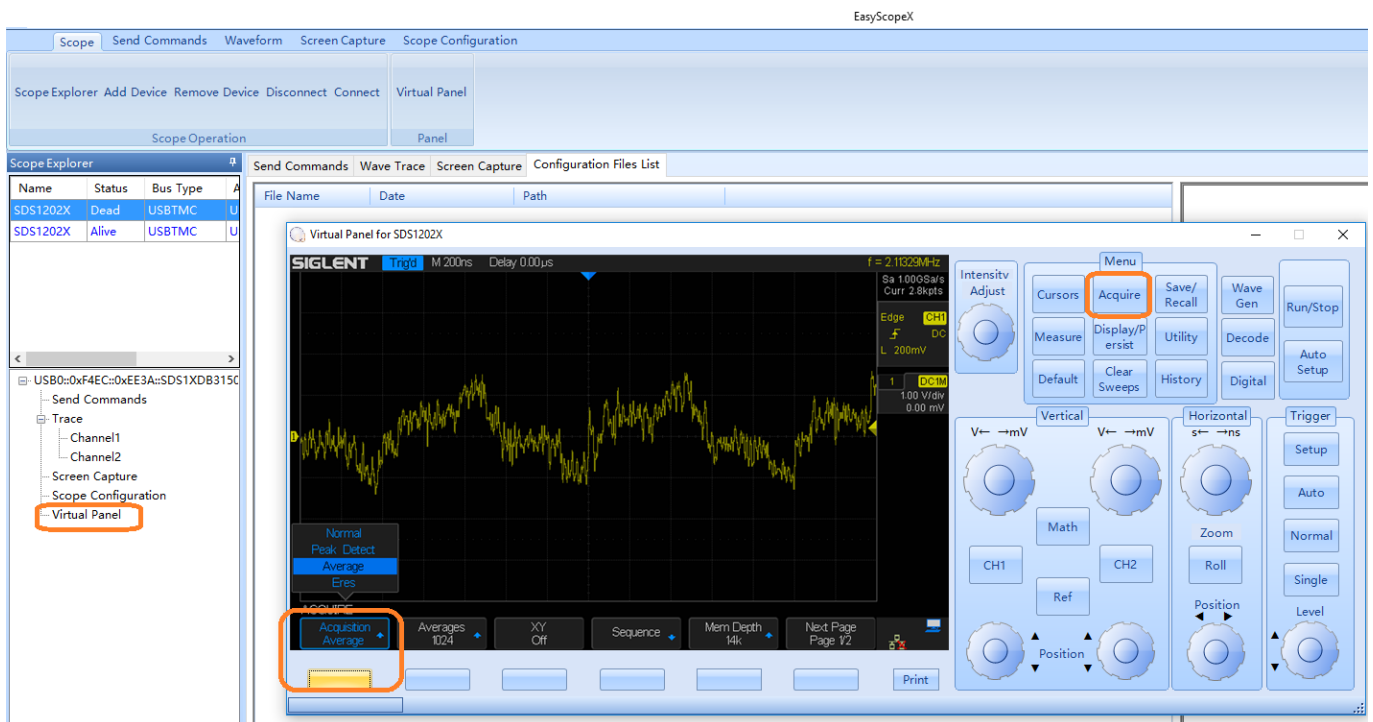 EasyScopeX
Scope Send Commands Waveform Screen Capture Scope Configuration
Scope Explorer Add Device Remove Device Disconnect Connect Virtual Panel
Scope Operation Panel
Scope Explorer
Name Status Bus Type A
SDS1202X Dead USBTMC U
SDS1202X Alive USBTMC U
USB0::0xF4EC::0xEE3A::SDS1XDB3150
Send Commands
Trace
Channel1
Channel2
Screen Capture
Scope Configuration
Virtual Panel
Send Commands Wave Trace Screen Capture Configuration Files List
File Name Date Path
Virtual Panel for SDS1202X
SIGLENT Trig'd M 200ns Delay 0.00µs f = 2.11329MHz
Sa 1.00GSa/s
Curr 2.8kpts
Edge CH1
DC
L 200mV
1 DC1M
1.00 V/div
0.00 mV
Normal
Peak Detect
Average
Eres
ACQUIRE
Acquisition
Average
Averages
1024
XY
Off
Sequence
Mem Depth
14k
Next Page
Page 1/2
Print
Intensity
Adjust
Menu
Cursors
Acquire
Save/
Recall
Measure
Display/P
ersist
Utility
Default
Clear
Sweeps
History
Wave
Gen
Decode
Digital
Run/Stop
Auto
Setup
Vertical
V← →mV
V← →mV
Math
CH1
CH2
Ref
Position
Horizontal
s← →ns
Zoom
Roll
Position
Trigger
Setup
Auto
Normal
Single
Level